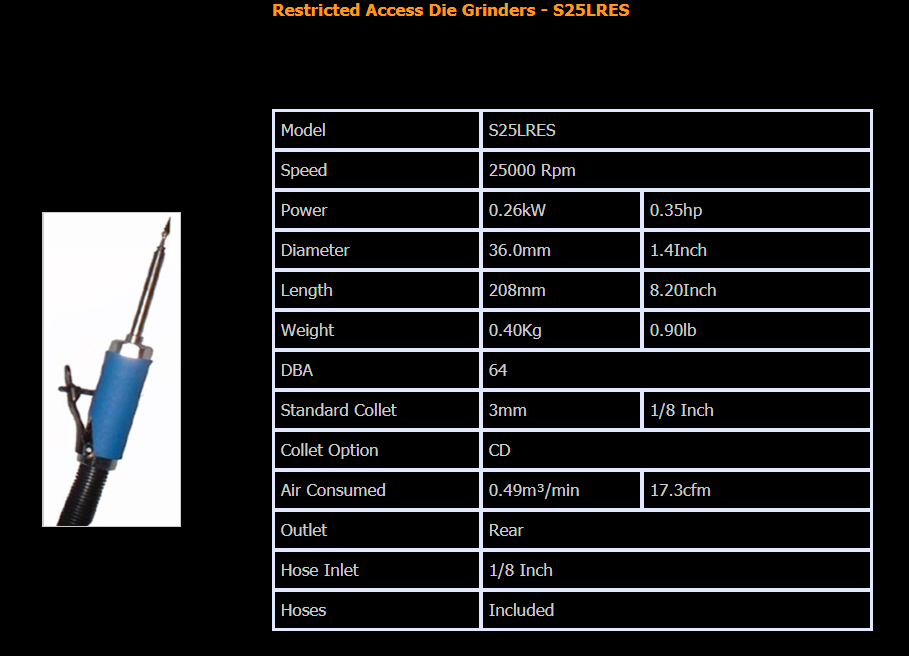 Restricted Access Die Grinders - S25LRES
Model S25LRES
Speed 25000 Rpm
Power 0.26kW 0.35hp
Diameter 36.0mm 1.4Inch
Length 208mm 8.20Inch
Weight 0.40Kg 0.90lb
DBA 64
Standard Collet 3mm 1/8 Inch
Collet Option CD
Air Consumed 0.49m³/min 17.3cfm
Outlet Rear
Hose Inlet 1/8 Inch
Hoses Included